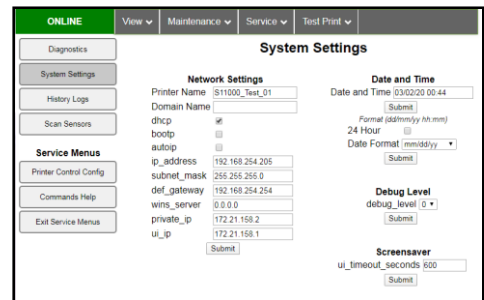 ONLINE
View
Maintenance
Service
Test Print
Diagnostics
System Settings
History Logs
Scan Sensors
Service Menus
Printer Control Config
Commands Help
Exit Service Menus
System Settings
Network Settings
Printer Name S11000_Test_01
Domain Name
dhcp
bootp
autoip
ip_address 192.168.254.205
subnet_mask 255.255.255.0
def_gateway 192.168.254.254
wins_server 0.0.0.0
private_ip 172.21.158.2
ui_ip 172.21.158.1
Submit
Date and Time
Date and Time 03/02/20 00:44
Submit
Format (dd/mm/yy hh:mm)
24 Hour
Date Format mm/dd/yy
Submit
Debug Level
debug_level 0
Submit
Screensaver
ui_timeout_seconds 600
Submit